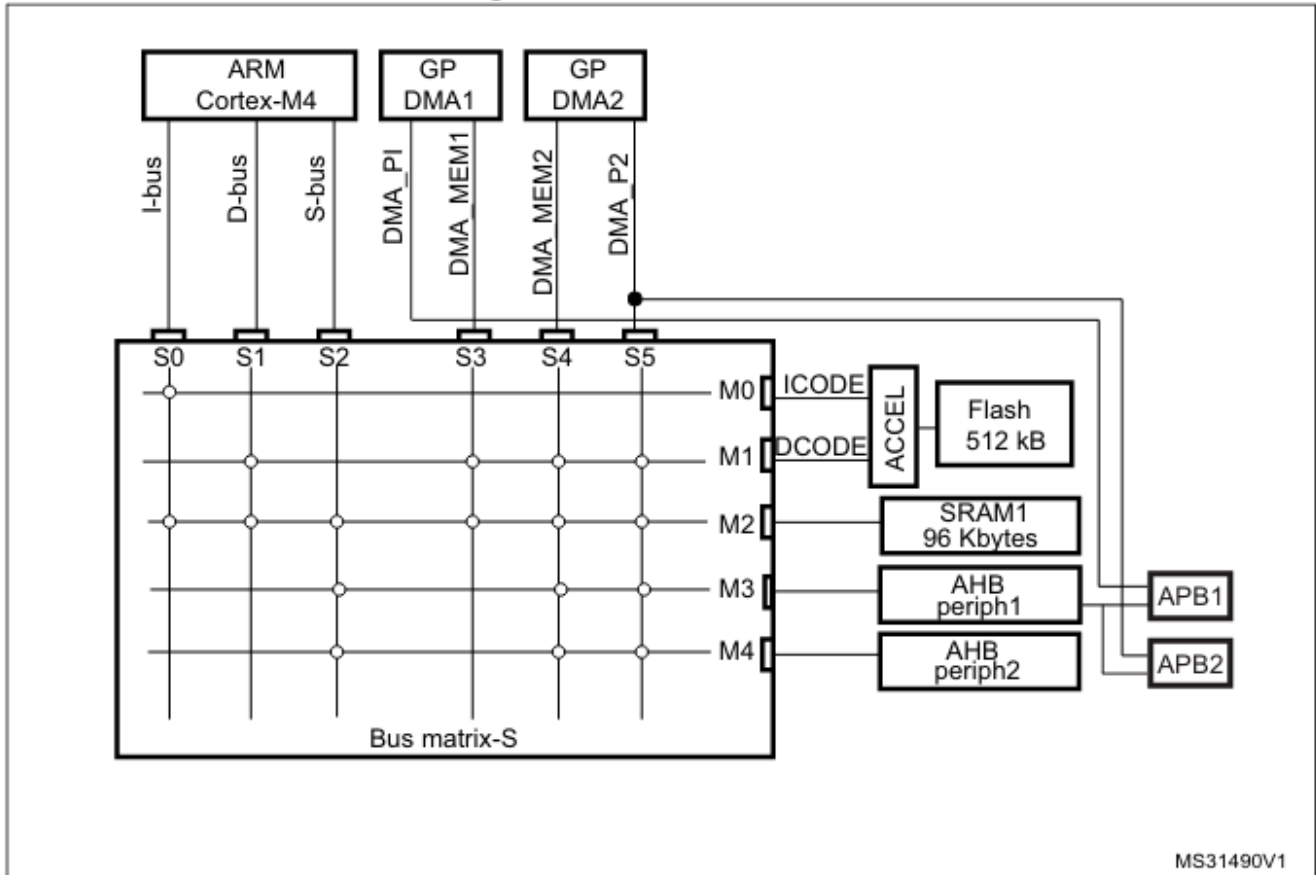 ARM
Cortex-M4
GP
DMA1
GP
DMA2
I-bus
D-bus
S-bus
DMA_PI
DMA_MEM1
DMA_MEM2
DMA_P2
S0
S1
S2
S3
S4
S5
M0
ICODE
M1
DCODE
ACCEL
Flash
512 kB
M2
SRAM1
96 Kbytes
M3
AHB
periph1
APB1
M4
AHB
periph2
APB2
Bus matrix-S
MS31490V1